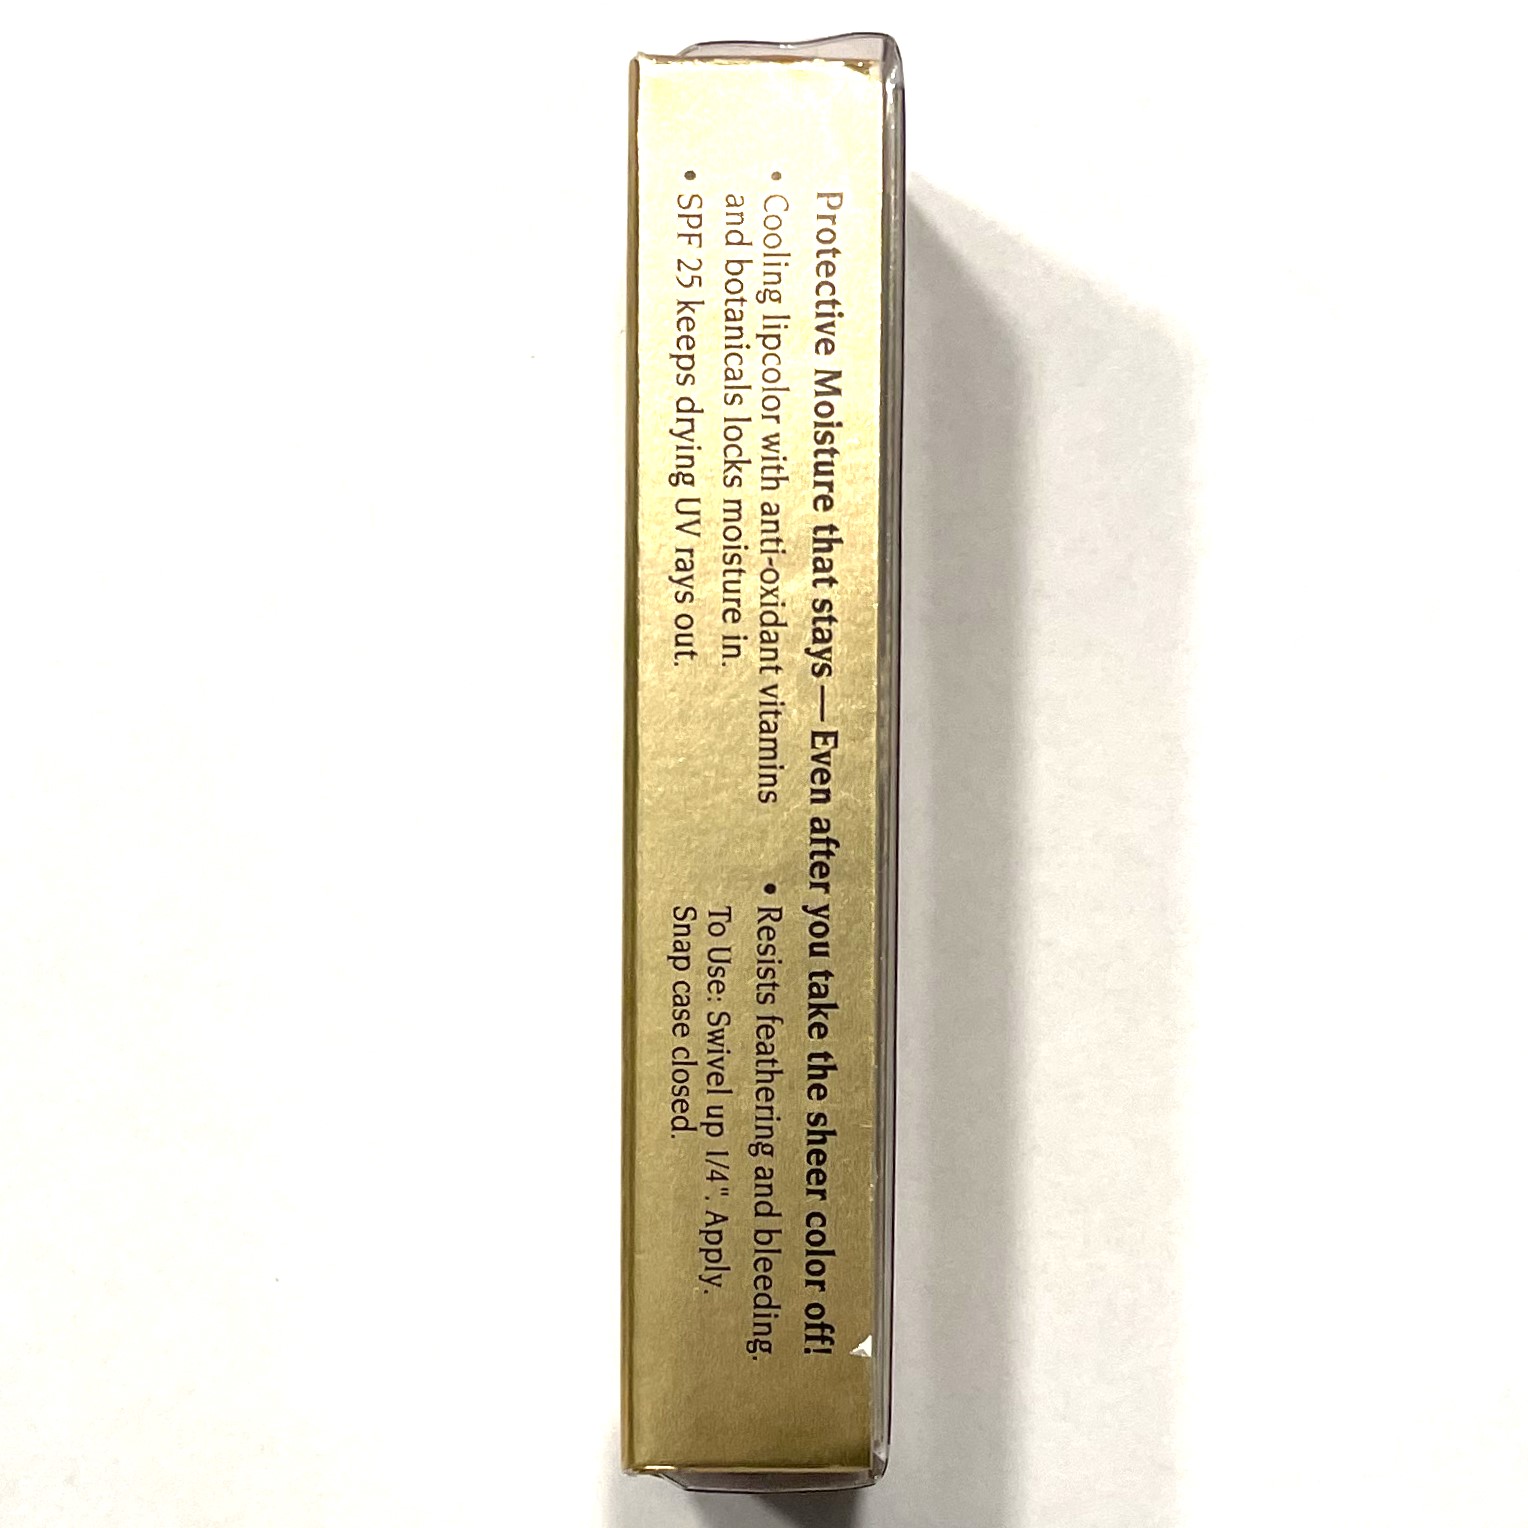 Protective Moisture that stays—Even after you take the sheer color off!
• Cooling lipcolor with anti-oxidant vitamins
and botanicals locks moisture in.
• SPF 25 keeps drying UV rays out.
• Resists feathering and bleeding.
To Use: Swivel up 1/4". Apply.
Snap case closed.